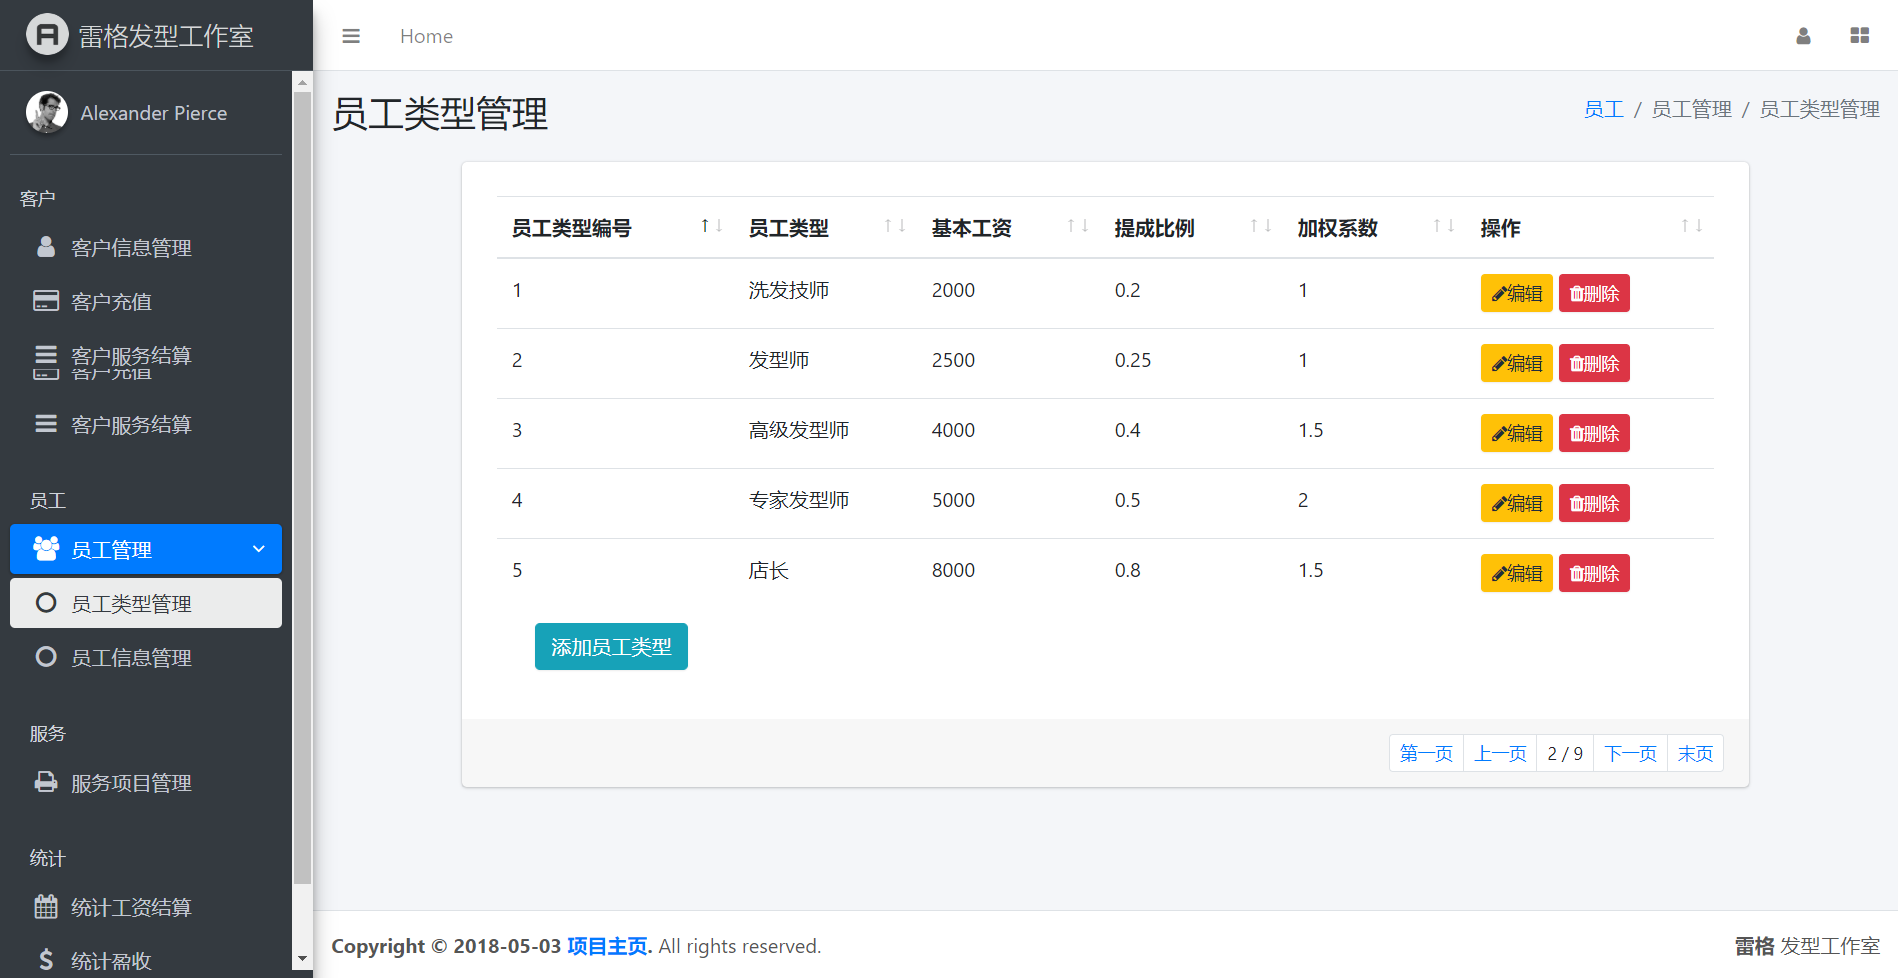 雷格发型工作室
Alexander Pierce
客户
客户信息管理
客户充值
客户服务结算
客户充值
客户服务结算
员工
员工管理
员工类型管理
员工信息管理
服务
服务项目管理
统计
统计工资结算
统计盈收
Home
员工类型管理
员工 / 员工管理 / 员工类型管理
员工类型编号 ↑↓ 员工类型 ↑↓ 基本工资 ↑↓ 提成比例 ↑↓ 加权系数 ↑↓ 操作 ↑↓
1 洗发技师 2000 0.2 1 编辑 删除
2 发型师 2500 0.25 1 编辑 删除
3 高级发型师 4000 0.4 1.5 编辑 删除
4 专家发型师 5000 0.5 2 编辑 删除
5 店长 8000 0.8 1.5 编辑 删除
添加员工类型
第一页 上一页 2 / 9 下一页 末页
Copyright © 2018-05-03 项目主页. All rights reserved.
雷格 发型工作室